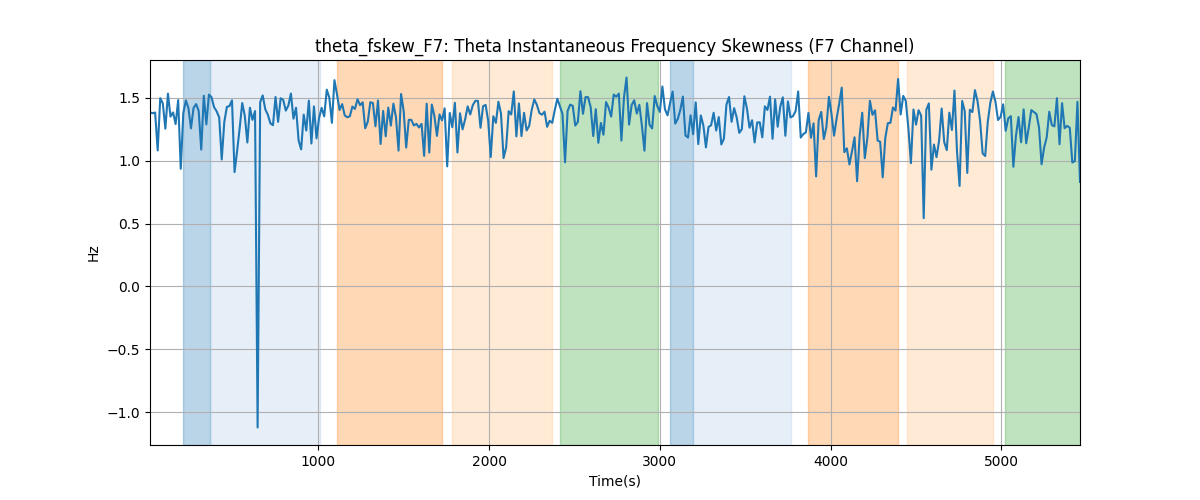 theta_fskew_F7: Theta Instantaneous Frequency Skewness (F7 Channel)
1.5
1.0
0.5
0.0
−0.5
−1.0
Hz
1000 2000 3000 4000 5000
Time(s)